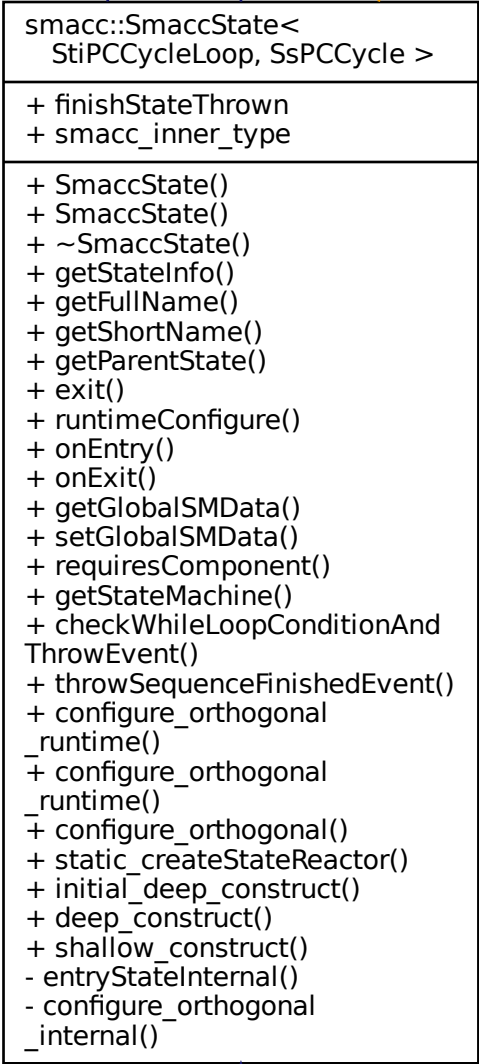 smacc::SmaccState<
StiPCCycleLoop, SsPCCycle >
+ finishStateThrown
+ smacc_inner_type
+ SmaccState()
+ SmaccState()
+ ~SmaccState()
+ getStateInfo()
+ getFullName()
+ getShortName()
+ getParentState()
+ exit()
+ runtimeConfigure()
+ onEntry()
+ onExit()
+ getGlobalSMData()
+ setGlobalSMData()
+ requiresComponent()
+ getStateMachine()
+ checkWhileLoopConditionAnd
ThrowEvent()
+ throwSequenceFinishedEvent()
+ configure_orthogonal
_runtime()
+ configure_orthogonal
_runtime()
+ configure_orthogonal()
+ static_createStateReactor()
+ initial_deep_construct()
+ deep_construct()
+ shallow_construct()
- entryStateInternal()
- configure_orthogonal
_internal()